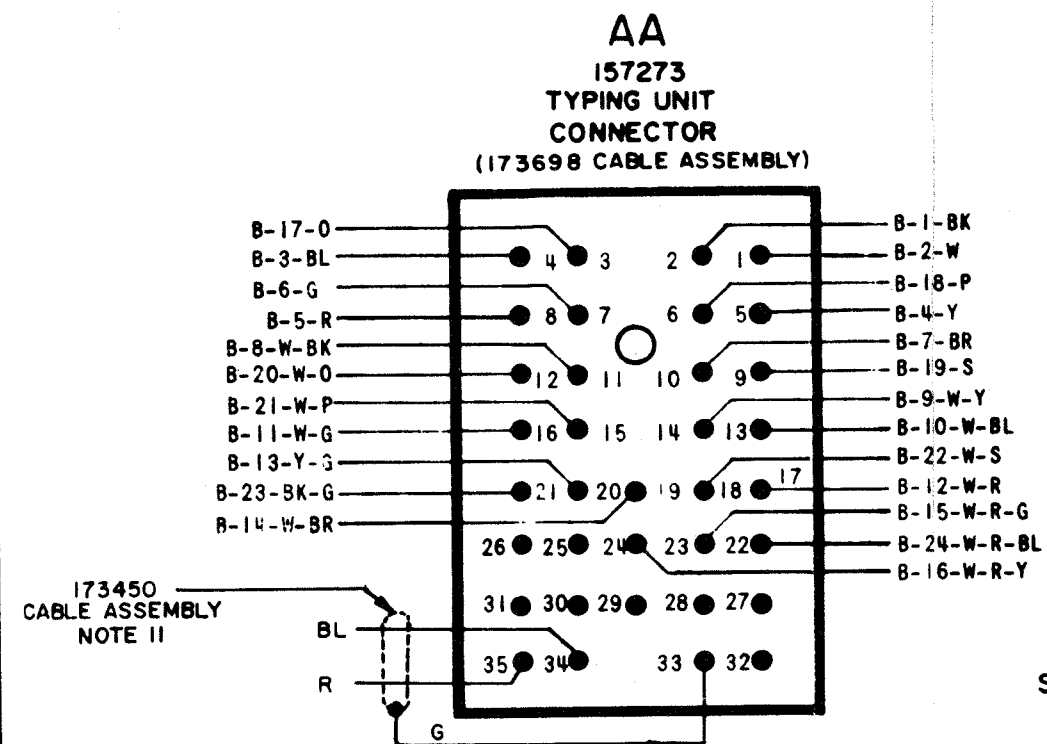 AA
157273
TYPING UNIT
CONNECTOR
(173698 CABLE ASSEMBLY)
B-17-O
B-3-BL
B-6-G
B-5-R
B-8-W-BK
B-20-W-O
B-21-W-P
B-11-W-G
B-13-Y-G
B-23-BK-G
B-14-W-BR
4 3 2 1
8 7 6 5
12 11 10 9
16 15 14 13
21 20 19 18 17
26 25 24 23 22
31 30 29 28 27
35 34 33 32
B-1-BK
B-2-W
B-18-P
B-4-Y
B-7-BR
B-19-S
B-9-W-Y
B-10-W-BL
B-22-W-S
B-12-W-R
B-15-W-R-G
B-24-W-R-BL
B-16-W-R-Y
173450
CABLE ASSEMBLY
NOTE 11
BL
R
G
S